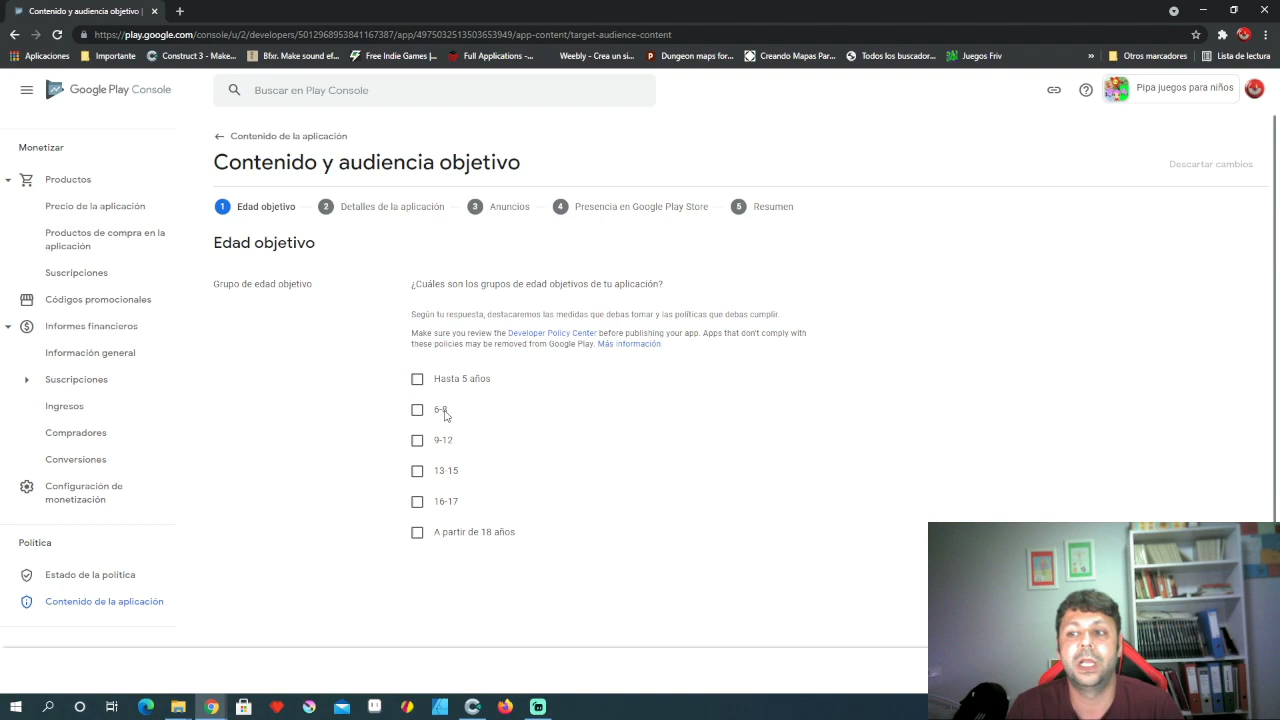 Contenido y audiencia objetivo |
https://play.google.com/console/u/2/developers/5012968953841167387/app/4975032513507653949/app-content/target-audience-content
Aplicaciones
Importante
Construct 3 - Make...
Bfxr. Make sound ef...
Free Indie Games |...
Full Applications -...
Weebly - Crea un si...
Dungeon maps for...
Creando Mapas Par...
Todos los buscados...
Juegos Friv
»
Otros marcadores
Lista de lectura
Google Play Console
Buscar en Play Console
Pipa juegos para niños
Contenido de la aplicación
Contenido y audiencia objetivo
Descartar cambios
1 Edad objetivo
2 Detalles de la aplicación
3 Anuncios
4 Presencia en Google Play Store
5 Resumen
Edad objetivo
Grupo de edad objetivo
¿Cuáles son los grupos de edad objetivos de tu aplicación?
Según tu respuesta, destacaremos las medidas que debas tomar y las políticas que debas cumplir.
Make sure you review the Developer Policy Center before publishing your app. Apps that don't comply with
these policies may be removed from Google Play. Más información
Hasta 5 años
6-8
9-12
13-15
16-17
A partir de 18 años
Monetizar
Productos
Precio de la aplicación
Productos de compra en la
aplicación
Suscripciones
Códigos promocionales
Informes financieros
Información general
Suscripciones
Ingresos
Compradores
Conversiones
Configuración de
monetización
Política
Estado de la política
Contenido de la aplicación